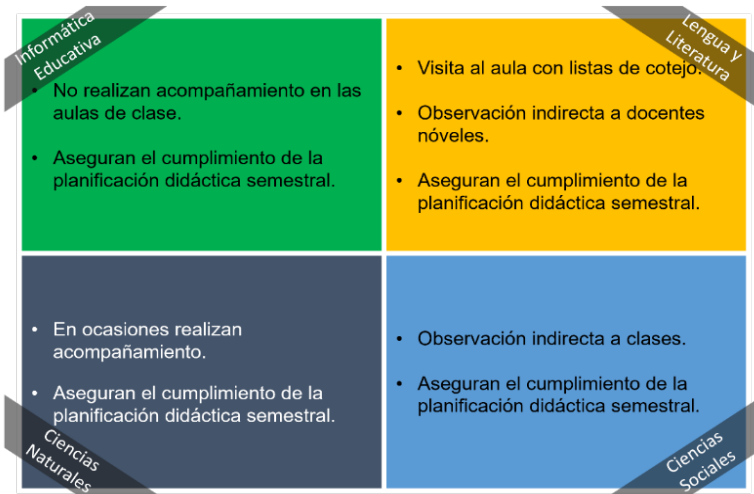 Informática
Educativa
• No realizan acompañamiento en las
aulas de clase.
• Aseguran el cumplimiento de la
planificación didáctica semestral.
Lengua y
Literatura
• Visita al aula con listas de cotejo.
• Observación indirecta a docentes
nóveles.
• Aseguran el cumplimiento de la
planificación didáctica semestral.
• En ocasiones realizan
acompañamiento.
• Aseguran el cumplimiento de la
planificación didáctica semestral.
Ciencias
Naturales
• Observación indirecta a clases.
• Aseguran el cumplimiento de la
planificación didáctica semestral.
Ciencias
Sociales